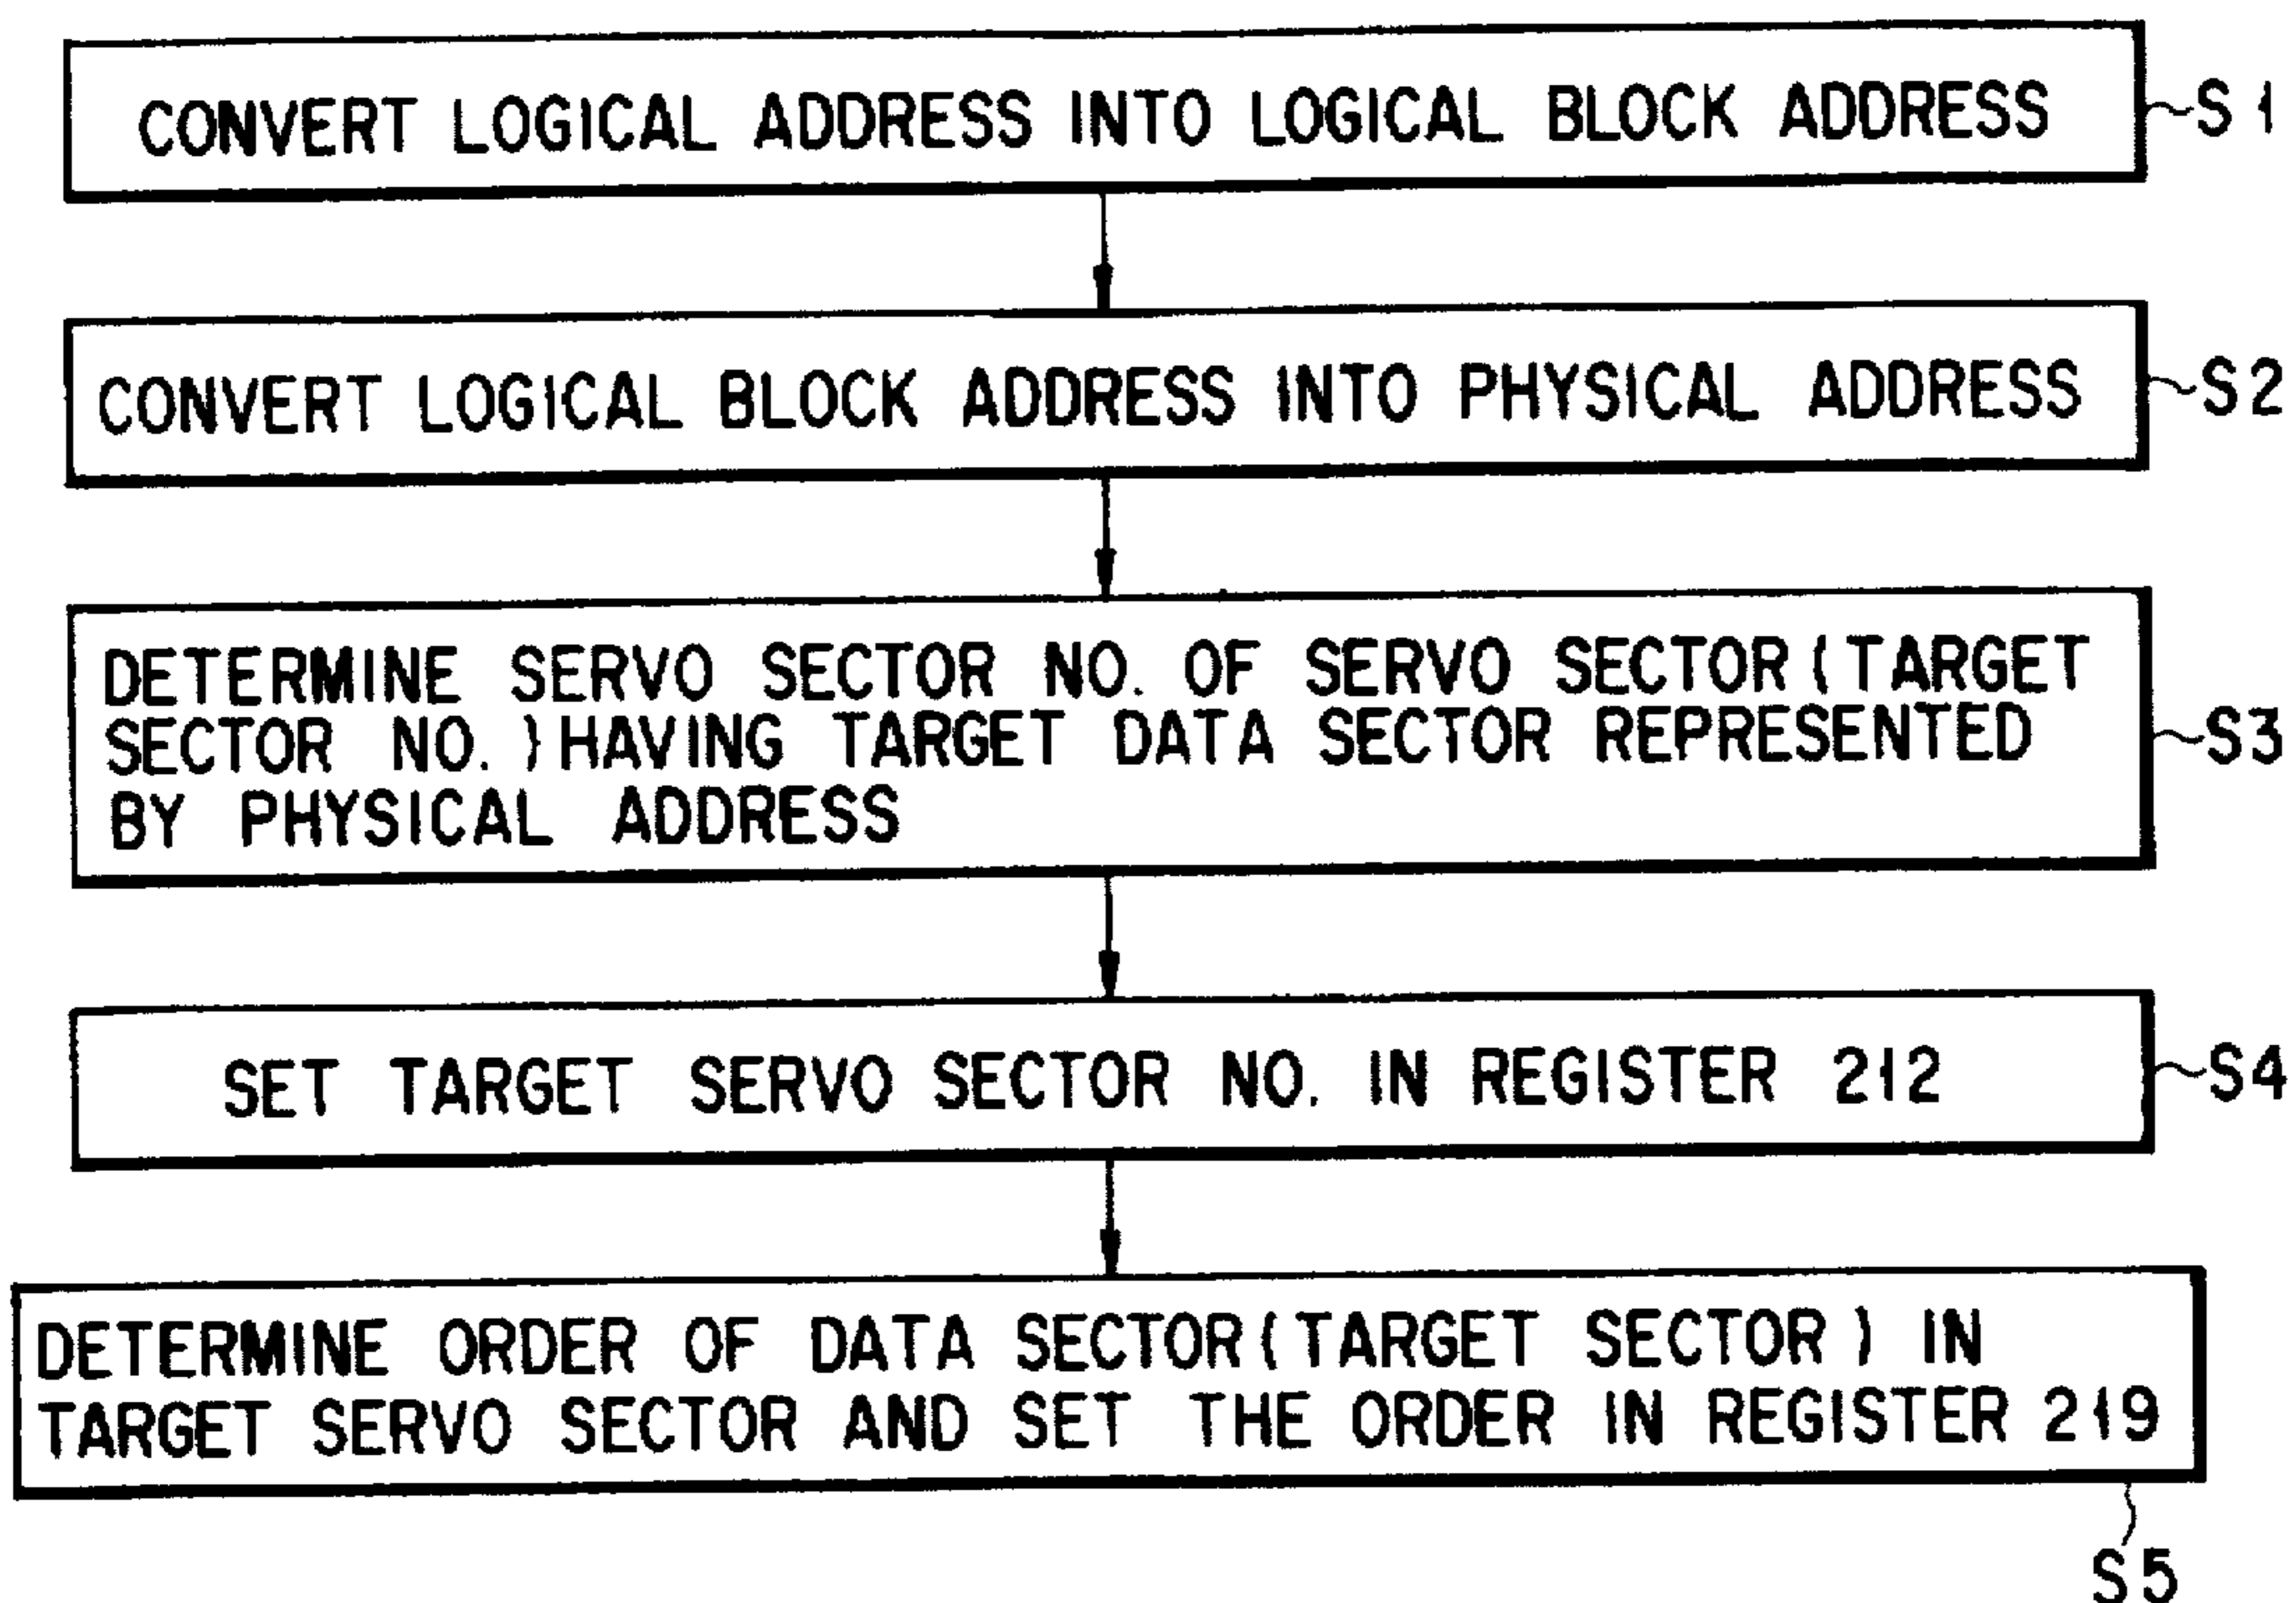 CONVERT LOGICAL ADDRESS INTO LOGICAL BLOCK ADDRESS
S1
CONVERT LOGICAL BLOCK ADDRESS INTO PHYSICAL ADDRESS
S2
DETERMINE SERVO SECTOR NO. OF SERVO SECTOR (TARGET
SECTOR NO.) HAVING TARGET DATA SECTOR REPRESENTED
BY PHYSICAL ADDRESS
S3
SET TARGET SERVO SECTOR NO. IN REGISTER 212
S4
DETERMINE ORDER OF DATA SECTOR (TARGET SECTOR) IN
TARGET SERVO SECTOR AND SET THE ORDER IN REGISTER 219
S5